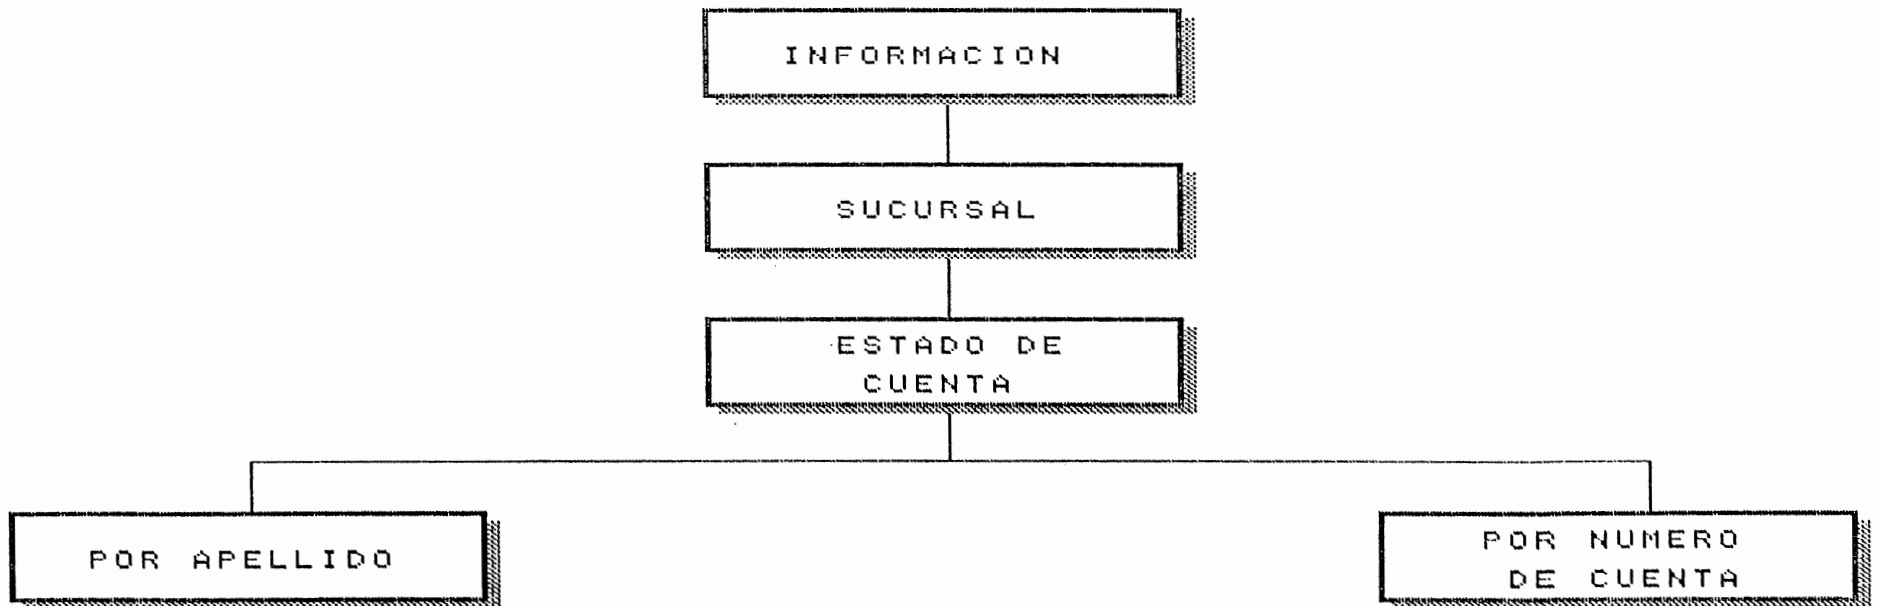 INFORMACION
SUCURSAL
ESTADO DE
CUENTA
POR APELLIDO
POR NUMERO
DE CUENTA